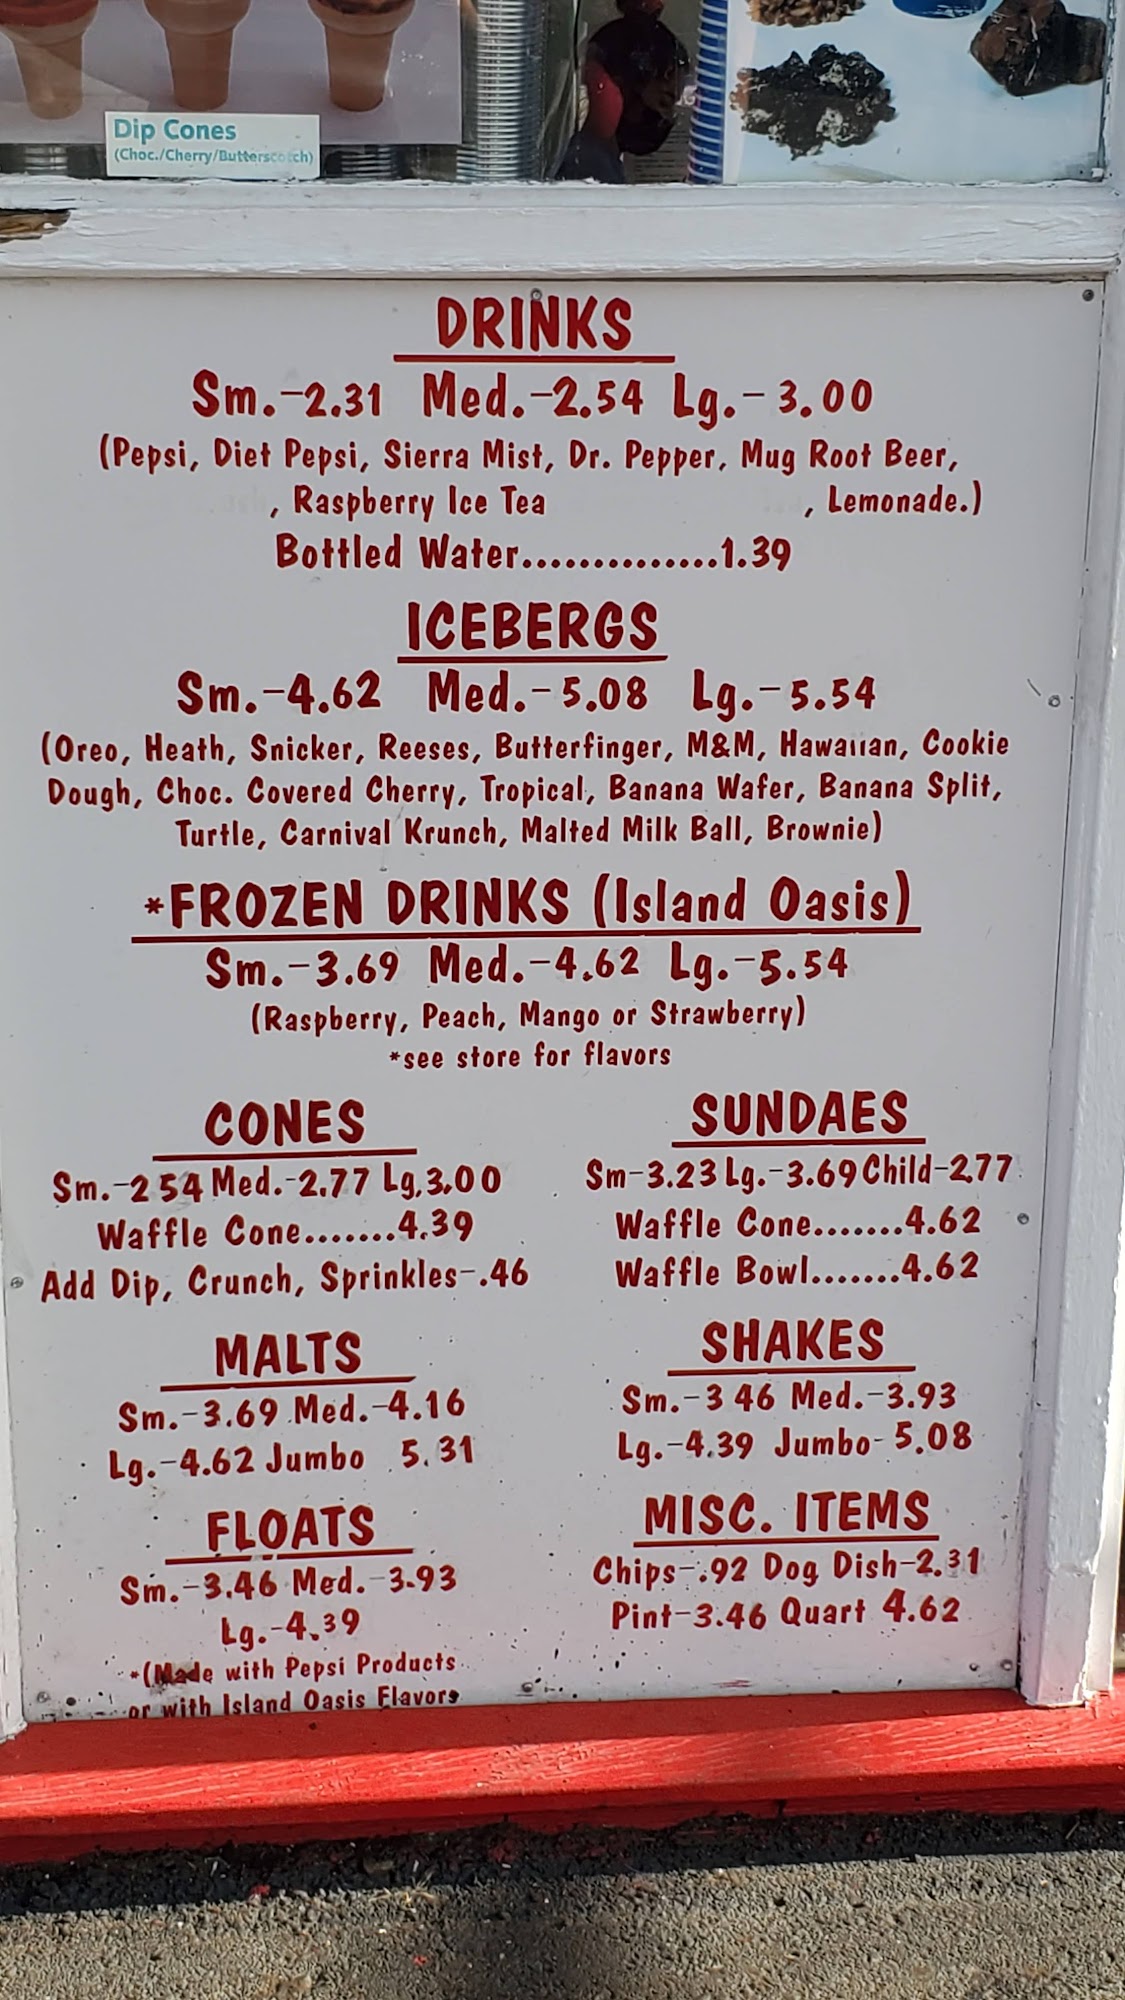 Dip Cones
(Choc./Cherry/Butterscotch)
DRINKS
Sm.-2.31 Med.-2.54 Lg.-3.00
(Pepsi, Diet Pepsi, Sierra Mist, Dr. Pepper, Mug Root Beer,
, Raspberry Ice Tea , Lemonade.)
Bottled Water..............1.39
ICEBERGS
Sm.-4.62 Med.-5.08 Lg.-5.54
(Oreo, Heath, Snicker, Reeses, Butterfinger, M&M, Hawaiian, Cookie
Dough, Choc. Covered Cherry, Tropical, Banana Wafer, Banana Split,
Turtle, Carnival Krunch, Malted Milk Ball, Brownie)
*FROZEN DRINKS (Island Oasis)
Sm.-3.69 Med.-4.62 Lg.-5.54
(Raspberry, Peach, Mango or Strawberry)
*see store for flavors
CONES
Sm.-2 54 Med.-2.77 Lg.3.00
Waffle Cone.......4.39
Add Dip, Crunch, Sprinkles-.46
SUNDAES
Sm-3.23 Lg.-3.69 Child-2.77
Waffle Cone.......4.62
Waffle Bowl.......4.62
MALTS
Sm.-3.69 Med.-4.16
Lg.-4.62 Jumbo 5.31
SHAKES
Sm.-3 46 Med.-3.93
Lg.-4.39 Jumbo-5.08
FLOATS
Sm.-3.46 Med.-3.93
Lg.-4.39
*(Made with Pepsi Products
or with Island Oasis Flavors
MISC. ITEMS
Chips-.92 Dog Dish-2.31
Pint-3.46 Quart 4.62